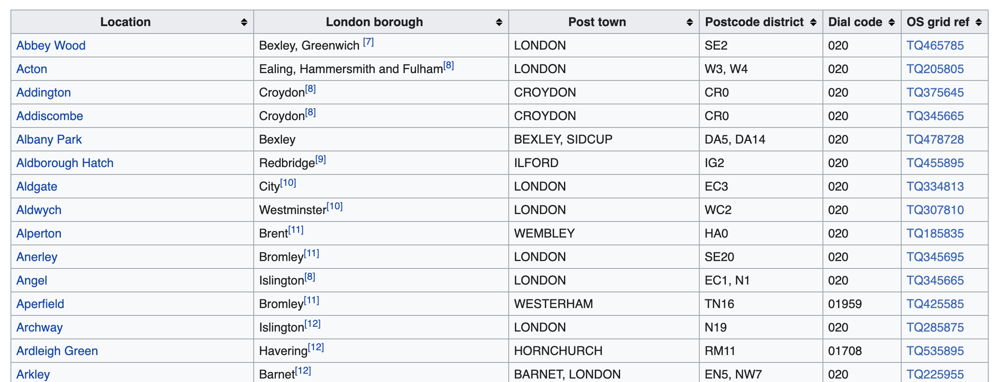 Location London borough Post town Postcode district Dial code OS grid ref
Abbey Wood Bexley, Greenwich [7] LONDON SE2 020 TQ465785
Acton Ealing, Hammersmith and Fulham[8] LONDON W3, W4 020 TQ205805
Addington Croydon[8] CROYDON CR0 020 TQ375645
Addiscombe Croydon[8] CROYDON CR0 020 TQ345665
Albany Park Bexley BEXLEY, SIDCUP DA5, DA14 020 TQ478728
Aldborough Hatch Redbridge[9] ILFORD IG2 020 TQ455895
Aldgate City[10] LONDON EC3 020 TQ334813
Aldwych Westminster[10] LONDON WC2 020 TQ307810
Alperton Brent[11] WEMBLEY HA0 020 TQ185835
Anerley Bromley[11] LONDON SE20 020 TQ345695
Angel Islington[8] LONDON EC1, N1 020 TQ345665
Aperfield Bromley[11] WESTERHAM TN16 01959 TQ425585
Archway Islington[12] LONDON N19 020 TQ285875
Ardleigh Green Havering[12] HORNCHURCH RM11 01708 TQ535895
Arkley Barnet[12] BARNET, LONDON EN5, NW7 020 TQ225955